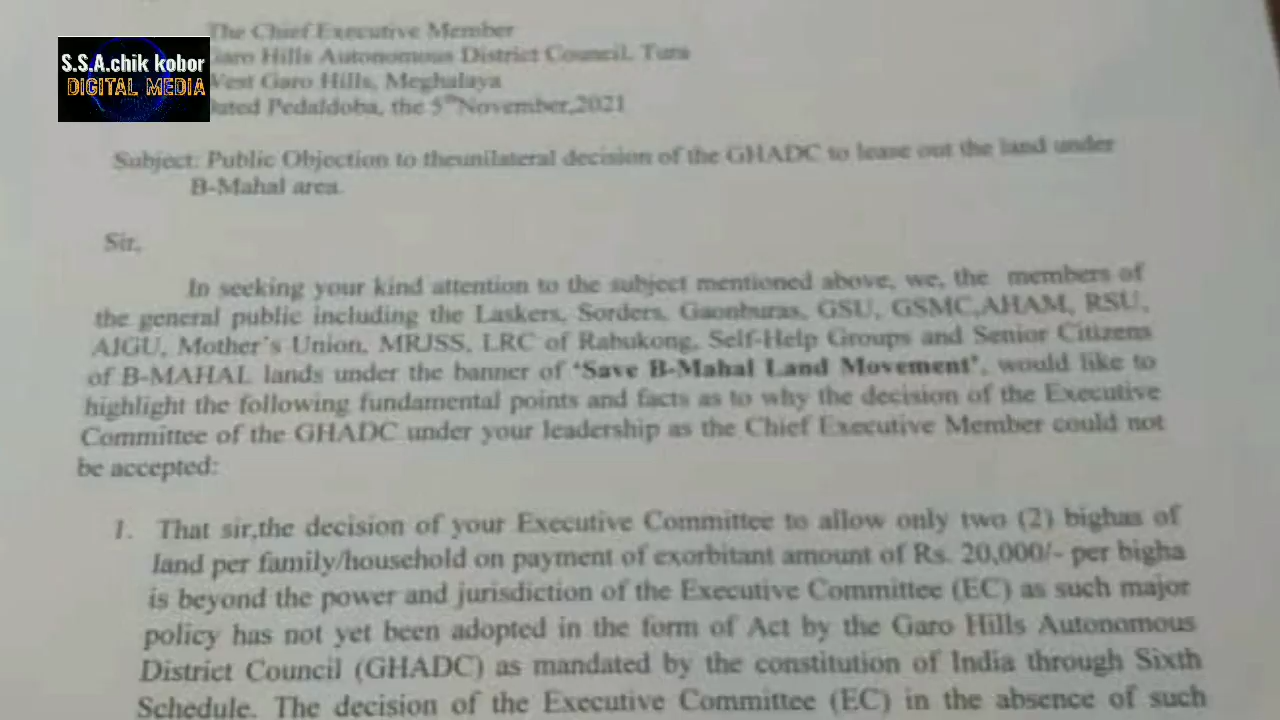 S.S.A.chik kobor
DIGITAL MEDIA
The Chief Executive Member
Garo Hills Autonomous District Council, Tura
West Garo Hills, Meghalaya
Dated Pedaldoba, the 5th November,2021
Subject: Public Objection to theunilateral decision of the GHADC to lease out the land under
B-Mahal area.
Sir,
In seeking your kind attention to the subject mentioned above, we, the members of
the general public including the Laskers, Sorders, Gaonburas, GSU, GSMC,AHAM, RSU,
AJGU, Mother's Union, MRJSS, LRC of Rabukong, Self-Help Groups and Senior Citizens
of B-MAHAL lands under the banner of 'Save B-Mahal Land Movement', would like to
highlight the following fundamental points and facts as to why the decision of the Executive
Committee of the GHADC under your leadership as the Chief Executive Member could not
be accepted:
1. That sir,the decision of your Executive Committee to allow only two (2) bighas of
land per family/household on payment of exorbitant amount of Rs. 20,000/- per bigha
is beyond the power and jurisdiction of the Executive Committee (EC) as such major
policy has not yet been adopted in the form of Act by the Garo Hills Autonomous
District Council (GHADC) as mandated by the constitution of India through Sixth
Schedule. The decision of the Executive Committee (EC) in the absence of such